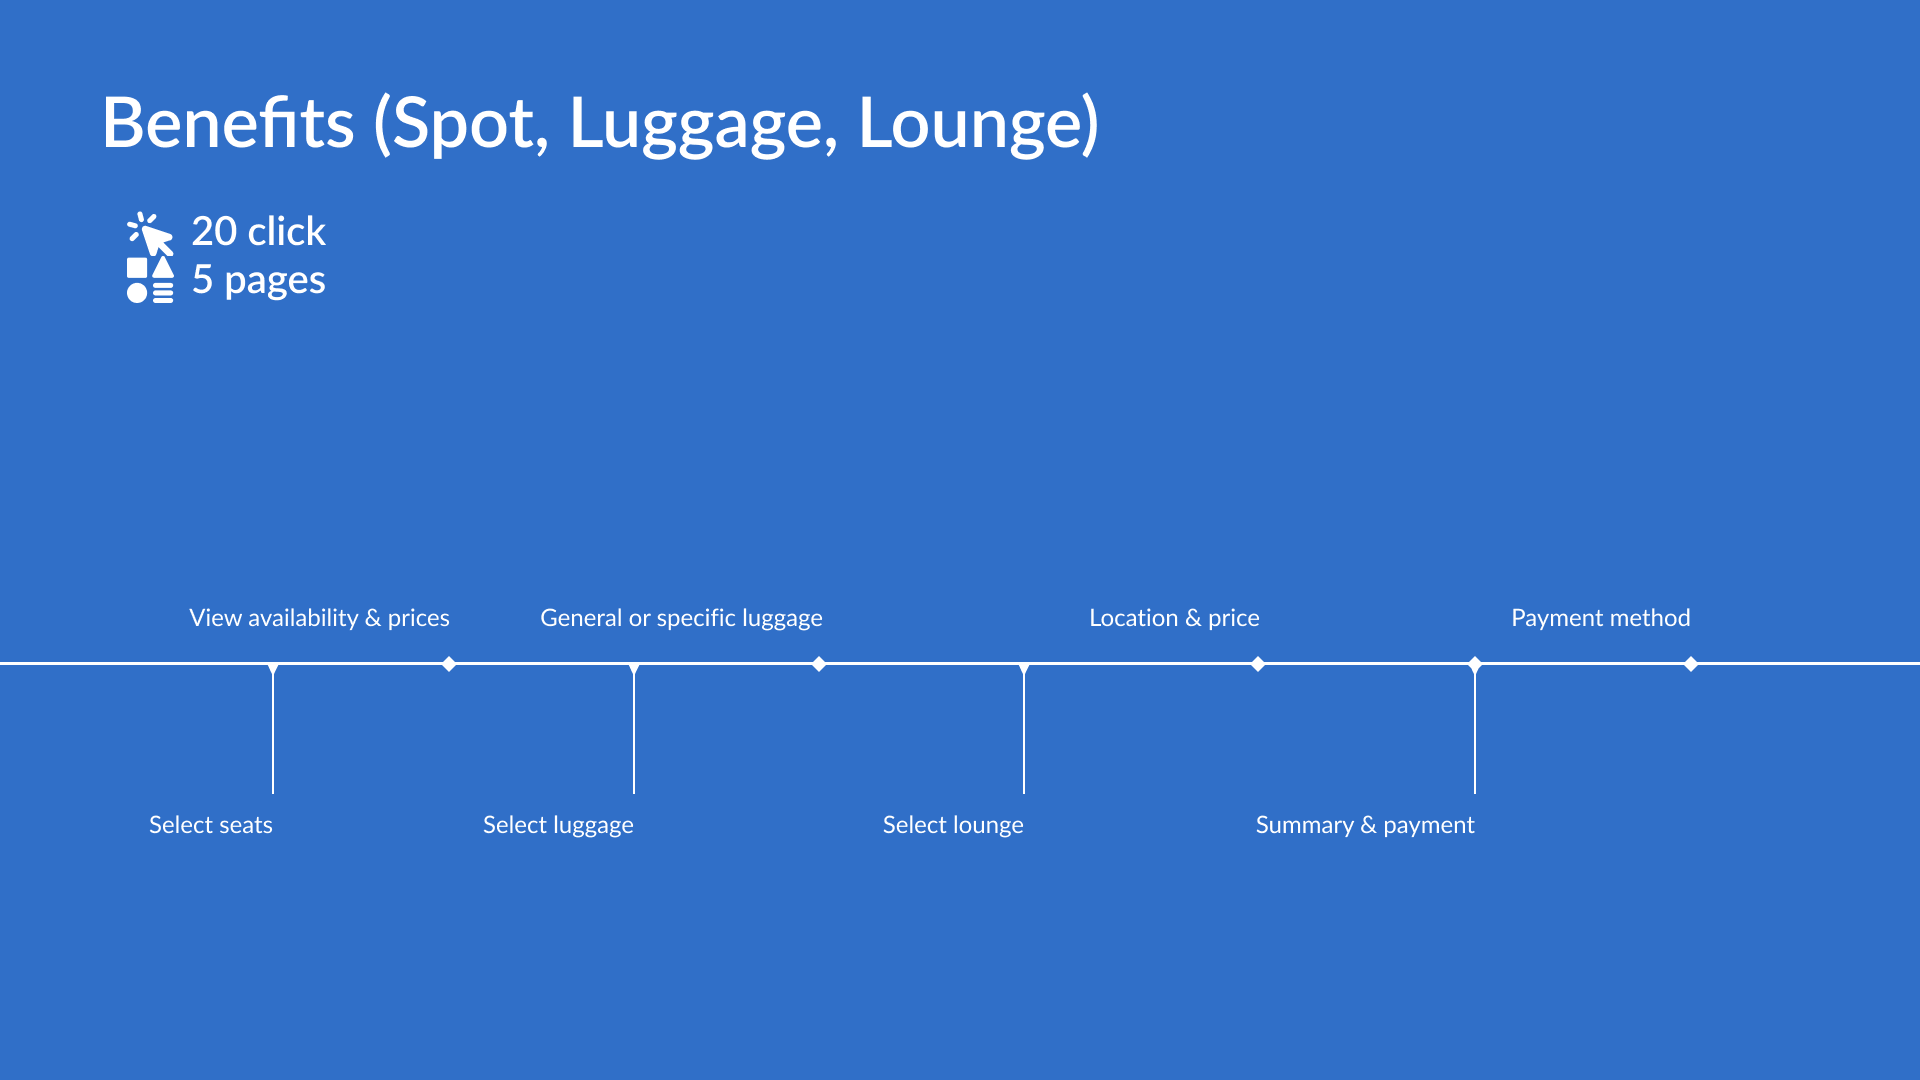 Benefits (Spot, Luggage, Lounge)
20 click
5 pages
View availability & prices
General or specific luggage
Location & price
Payment method
Select seats
Select luggage
Select lounge
Summary & payment